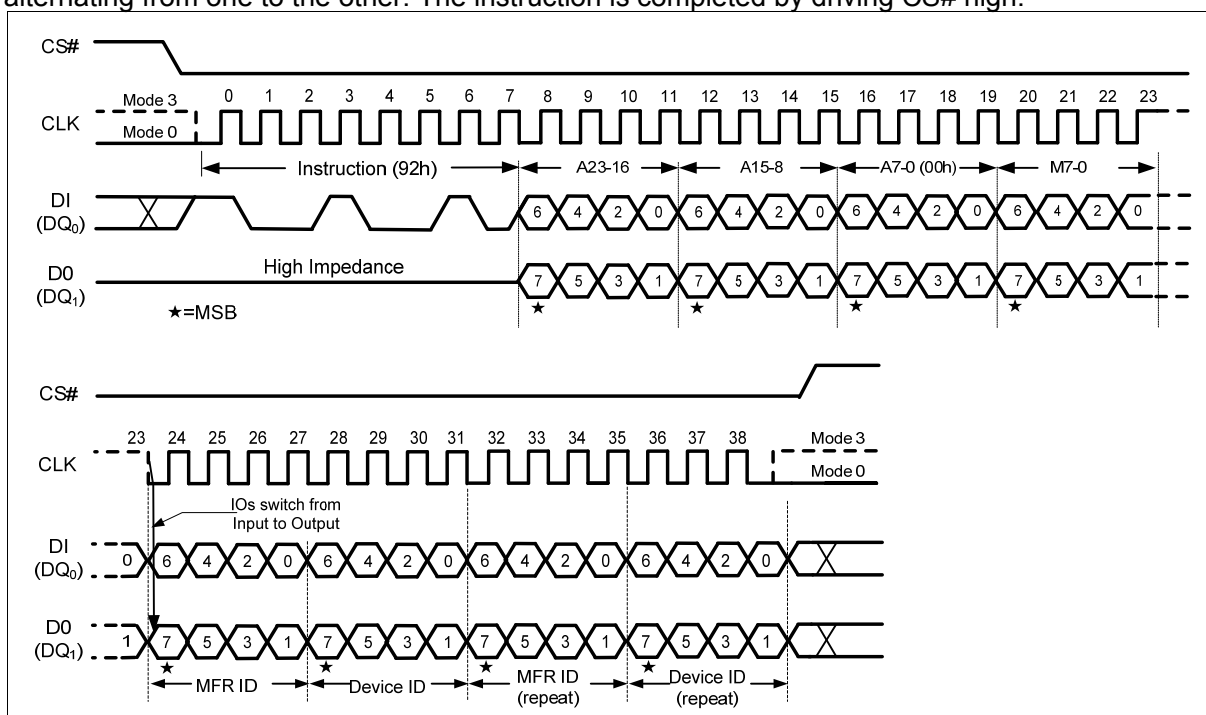 alternating from one to the other. The instruction is completed by driving CS# high.
CS#
Mode 3
Mode 0
CLK
0 1 2 3 4 5 6 7 8 9 10 11 12 13 14 15 16 17 18 19 20 21 22 23
Instruction (92h) A23-16 A15-8 A7-0 (00h) M7-0
DI
(DQ0)
6 4 2 0 6 4 2 0 6 4 2 0 6 4 2 0
High Impedance
D0
(DQ1)
7 5 3 1 7 5 3 1 7 5 3 1 7 5 3 1
★=MSB
★ ★ ★ ★
CS#
23 24 25 26 27 28 29 30 31 32 33 34 35 36 37 38
CLK
Mode 3
Mode 0
IOs switch from
Input to Output
DI
(DQ0)
0 6 4 2 0 6 4 2 0 6 4 2 0 6 4 2 0
D0
(DQ1)
1 7 5 3 1 7 5 3 1 7 5 3 1 7 5 3 1
★ ★ ★ ★
MFR ID Device ID MFR ID
(repeat)
Device ID
(repeat)